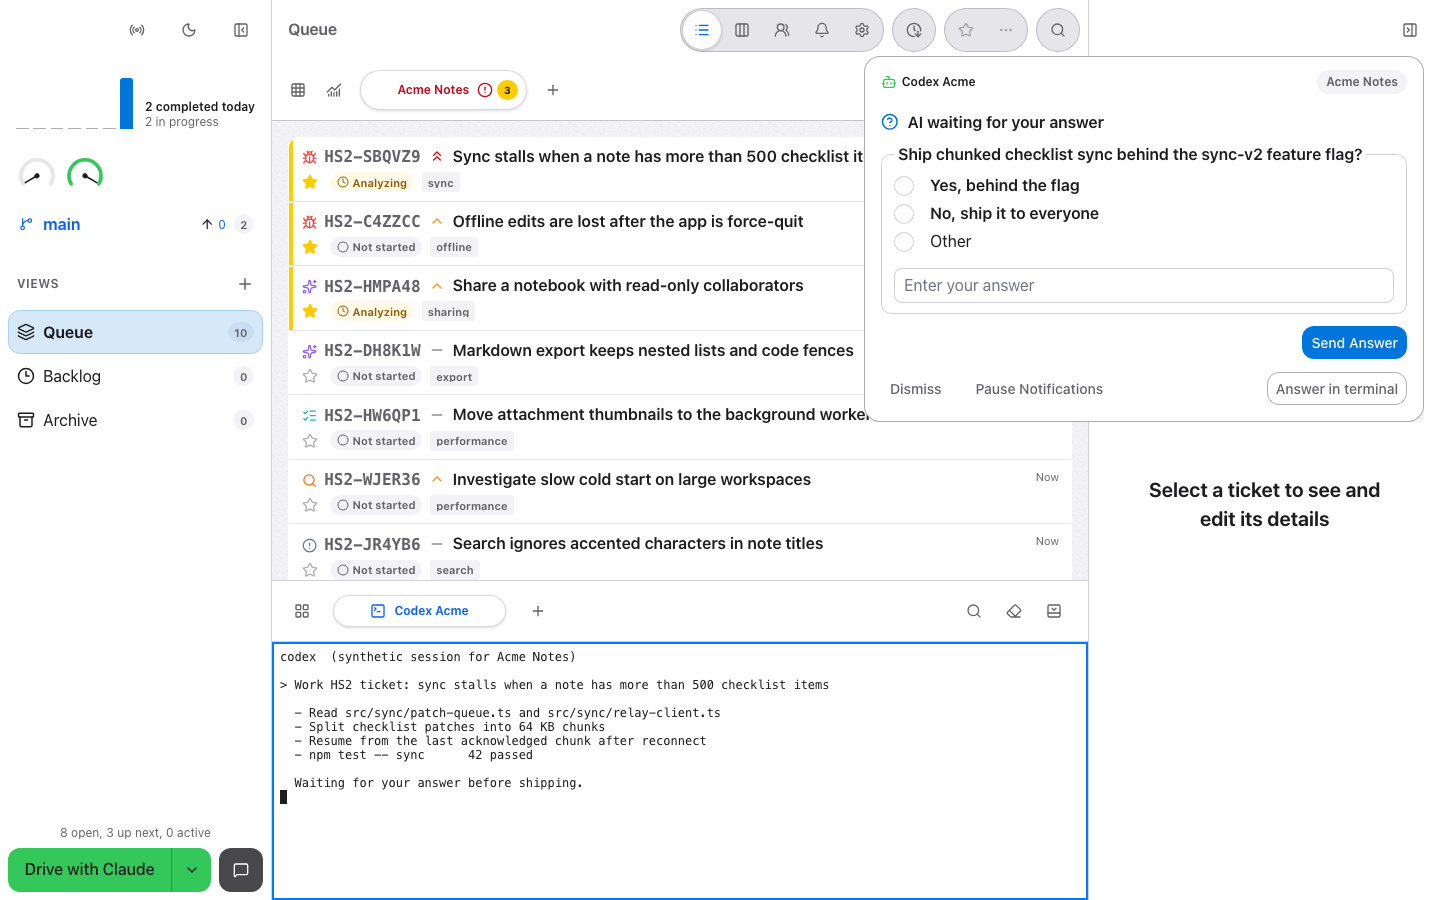 Queue
2 completed today
2 in progress
main
0
2
VIEWS
Queue
10
Backlog
0
Archive
0
8 open, 3 up next, 0 active
Drive with Claude
Acme Notes
3
HS2-SBQVZ9
Sync stalls when a note has more than 500 checklist it
Analyzing
sync
HS2-C4ZZCC
Offline edits are lost after the app is force-quit
Not started
offline
HS2-HMPA48
Share a notebook with read-only collaborators
Analyzing
sharing
HS2-DH8K1W
Markdown export keeps nested lists and code fences
Not started
export
HS2-HW6QP1
Move attachment thumbnails to the background worker
Not started
performance
HS2-WJER36
Investigate slow cold start on large workspaces
Now
Not started
performance
HS2-JR4YB6
Search ignores accented characters in note titles
Now
Not started
search
Codex Acme
codex  (synthetic session for Acme Notes)
> Work HS2 ticket: sync stalls when a note has more than 500 checklist items
- Read src/sync/patch-queue.ts and src/sync/relay-client.ts
- Split checklist patches into 64 KB chunks
- Resume from the last acknowledged chunk after reconnect
- npm test -- sync      42 passed
Waiting for your answer before shipping.
Codex Acme
Acme Notes
AI waiting for your answer
Ship chunked checklist sync behind the sync-v2 feature flag?
Yes, behind the flag
No, ship it to everyone
Other
Enter your answer
Send Answer
Dismiss
Pause Notifications
Answer in terminal
Select a ticket to see and
edit its details